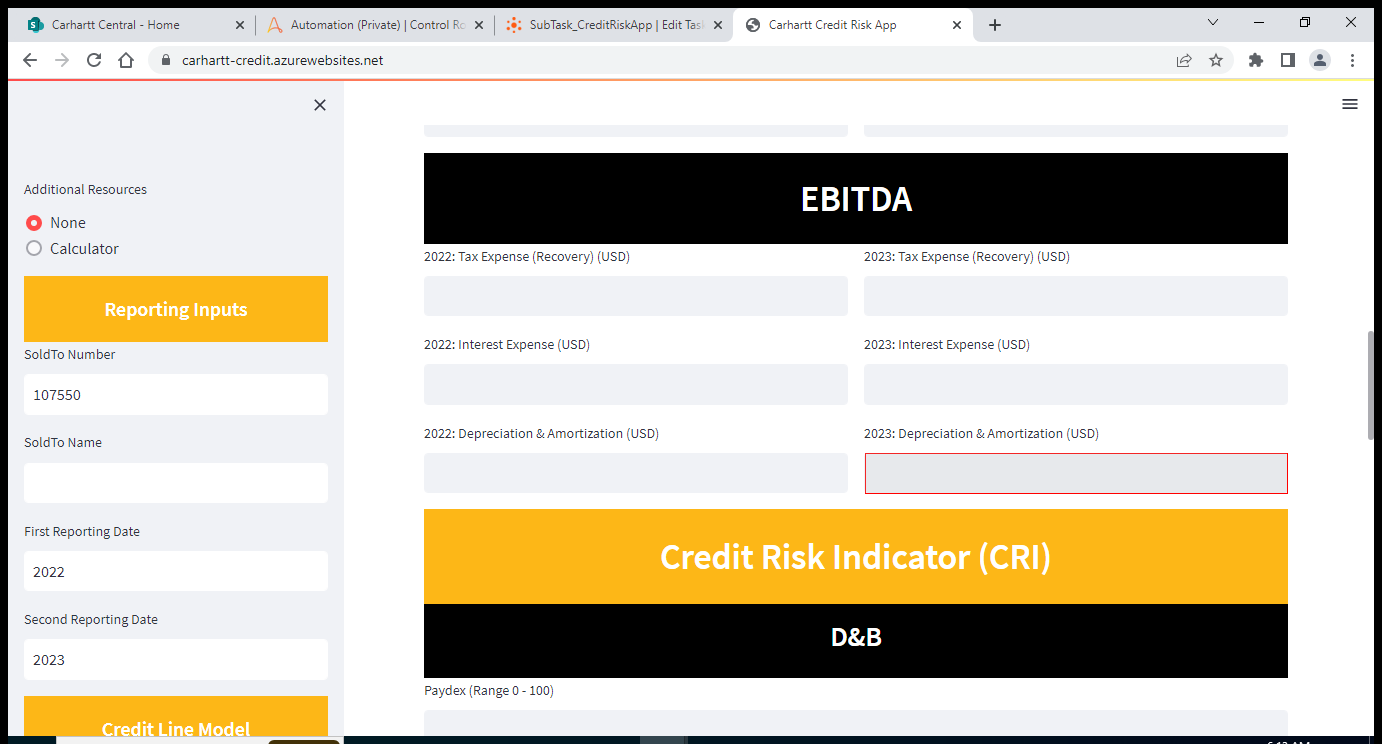 Carhartt Central - Home
Automation (Private) | Control Ro
SubTask_CreditRiskApp | Edit Task
Carhartt Credit Risk App
carhartt-credit.azurewebsites.net
Additional Resources
None
Calculator
Reporting Inputs
SoldTo Number
107550
SoldTo Name
First Reporting Date
2022
Second Reporting Date
2023
Credit Line Model
EBITDA
2022: Tax Expense (Recovery) (USD)
2023: Tax Expense (Recovery) (USD)
2022: Interest Expense (USD)
2023: Interest Expense (USD)
2022: Depreciation & Amortization (USD)
2023: Depreciation & Amortization (USD)
Credit Risk Indicator (CRI)
D&B
Paydex (Range 0 - 100)